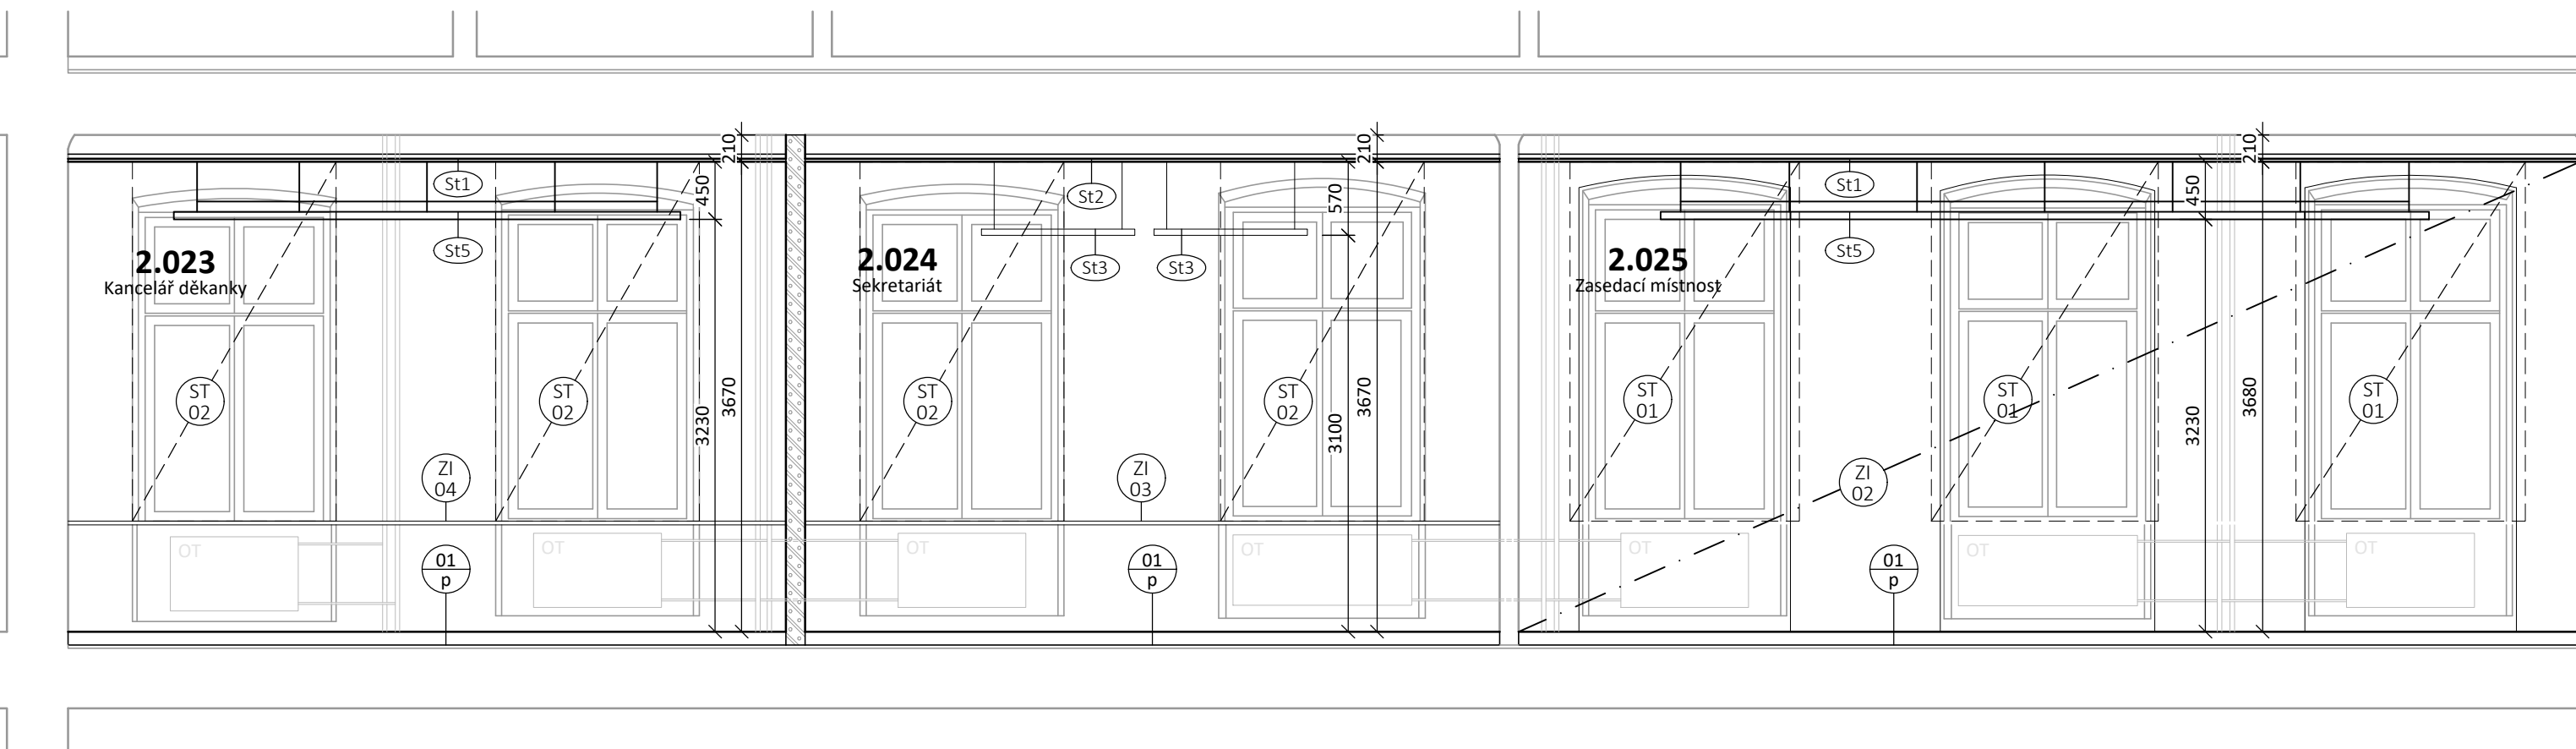 210
210
210
St1
450
St2
570
St1
450
St5
St3
St3
St5
2.023
Kancelář děkanky
2.024
Sekretariát
2.025
Zasedací místnost
ST
02
ST
02
3230
3670
ST
02
ST
02
3100
3670
ST
01
ST
01
3230
3680
ST
01
ZI
04
ZI
03
ZI
02
OT
OT
OT
OT
OT
OT
OT
01
p
01
p
01
p